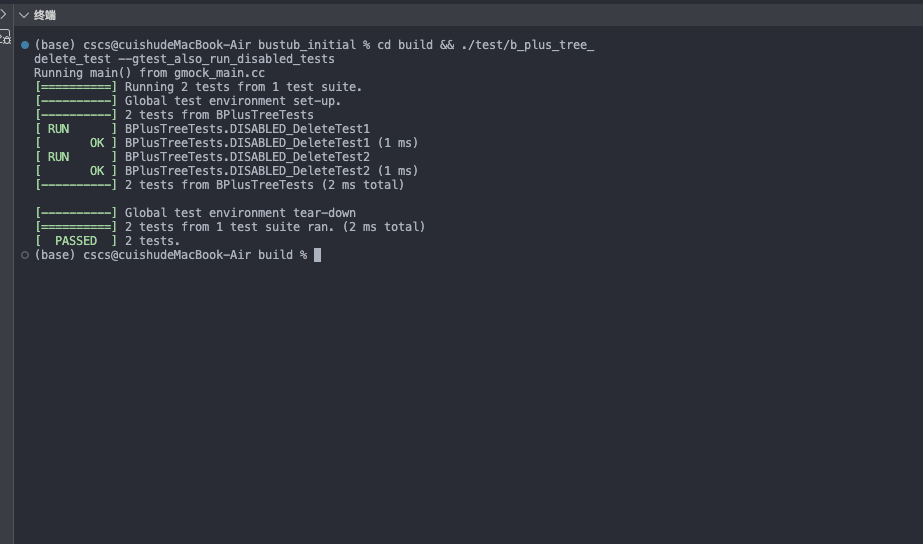 终端
(base) cscs@cuishudeMacBook-Air bustub_initial % cd build && ./test/b_plus_tree_
delete_test --gtest_also_run_disabled_tests
Running main() from gmock_main.cc
[==========] Running 2 tests from 1 test suite.
[----------] Global test environment set-up.
[----------] 2 tests from BPlusTreeTests
[ RUN      ] BPlusTreeTests.DISABLED_DeleteTest1
[       OK ] BPlusTreeTests.DISABLED_DeleteTest1 (1 ms)
[ RUN      ] BPlusTreeTests.DISABLED_DeleteTest2
[       OK ] BPlusTreeTests.DISABLED_DeleteTest2 (1 ms)
[----------] 2 tests from BPlusTreeTests (2 ms total)
[----------] Global test environment tear-down
[==========] 2 tests from 1 test suite ran. (2 ms total)
[  PASSED  ] 2 tests.
(base) cscs@cuishudeMacBook-Air build %